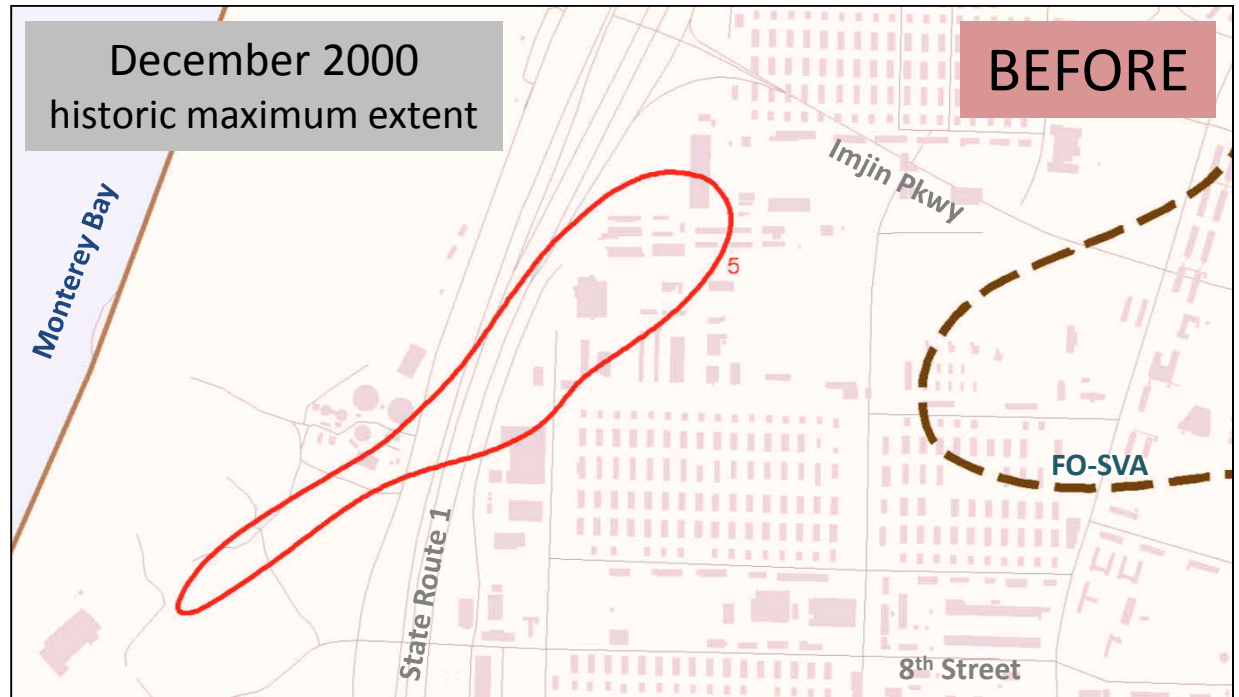 December 2000
historic maximum extent
BEFORE
Imjin Pkwy
Monterey Bay
5
FO-SVA
State Route 1
8th Street